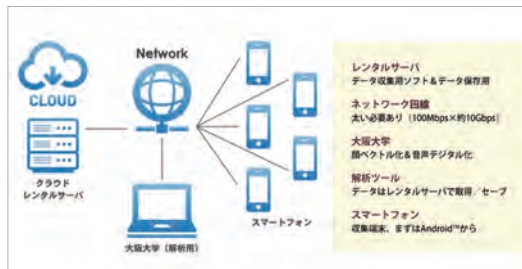 CLOUD
クラウド
レンタルサーバ
Network
大阪大学（解析用）
スマートフォン
レンタルサーバ
データ収集用ソフト＆データ保存用
ネットワーク回線
太い必要あり（100Mbps×約10Gbps）
大阪大学
顔ベクトル化＆音声デジタル化
解析ツール
データはレンタルサーバで取得／セーブ
スマートフォン
収集端末、まずはAndroid™から